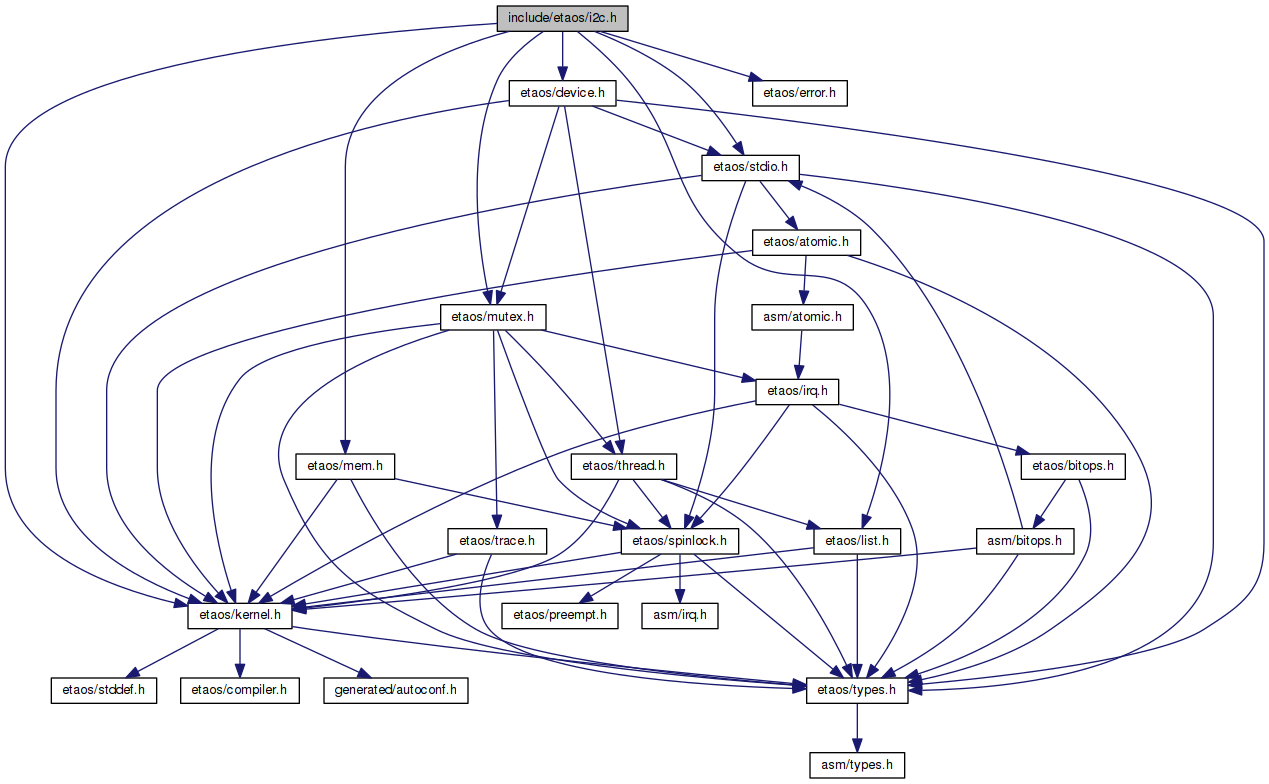 include/etaos/i2c.h
etaos/device.h
etaos/error.h
etaos/stdio.h
etaos/atomic.h
etaos/mutex.h
asm/atomic.h
etaos/irq.h
etaos/mem.h
etaos/thread.h
etaos/bitops.h
etaos/trace.h
etaos/spinlock.h
etaos/list.h
asm/bitops.h
etaos/kernel.h
etaos/preempt.h
asm/irq.h
etaos/stddef.h
etaos/compiler.h
generated/autoconf.h
etaos/types.h
asm/types.h